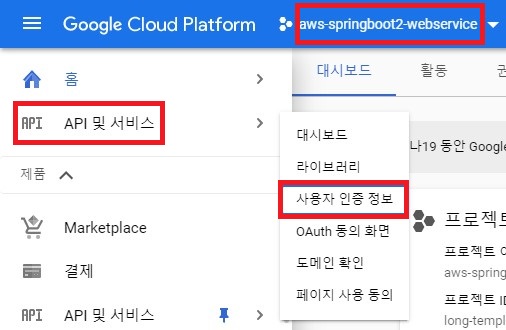 Google Cloud Platform
aws-springboot2-webservice
홈
API 및 서비스
제품
Marketplace
결제
API 및 서비스
대시보드
라이브러리
사용자 인증 정보
OAuth 동의 화면
도메인 확인
페이지 사용 동의
대시보드
활동
나19 동안 Google
프로젝트
프로젝트 이
aws-spring
프로젝트 ID
long-templ